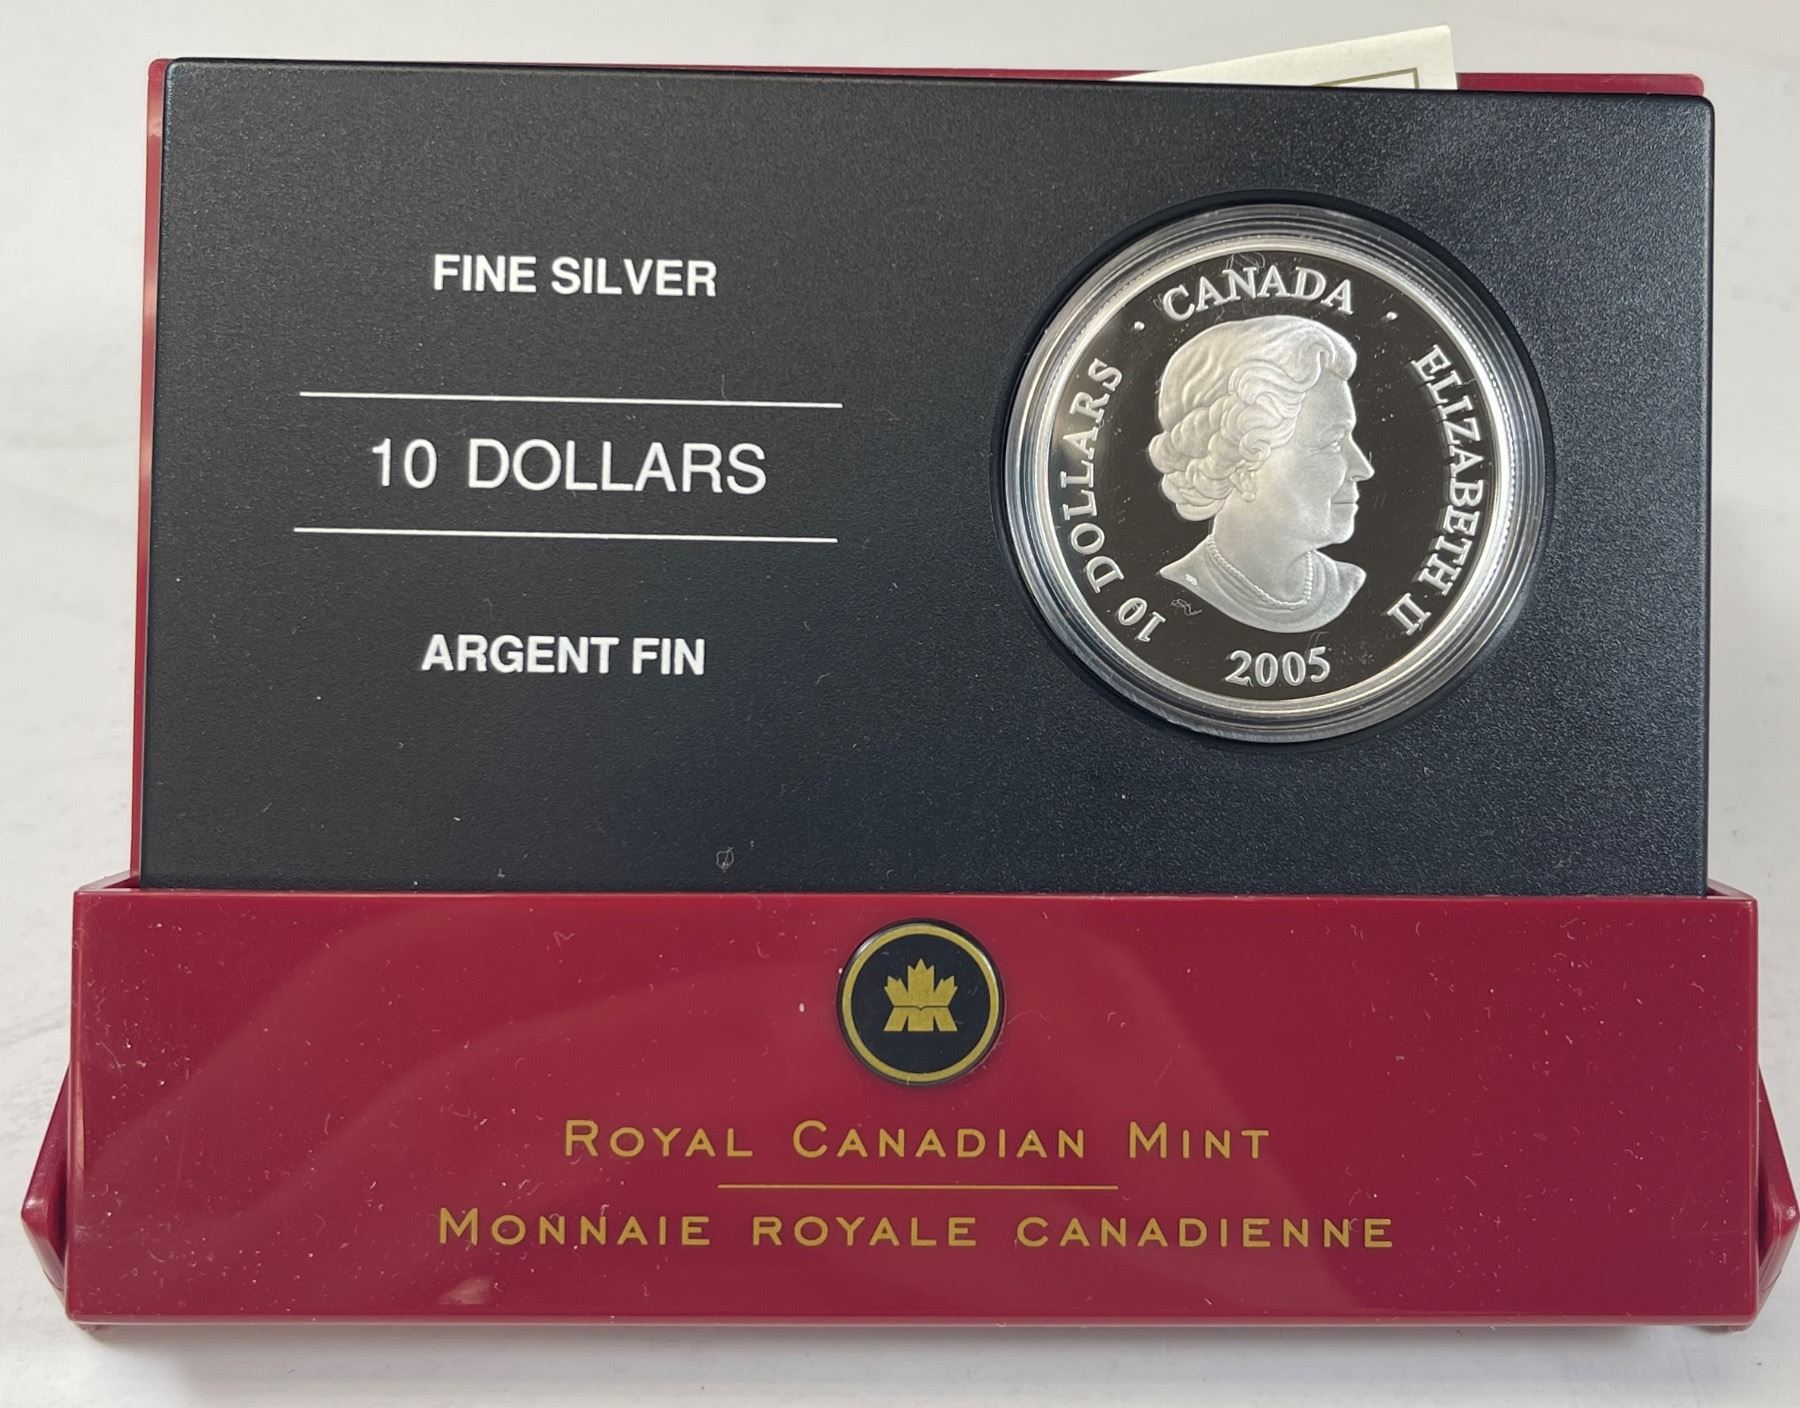 FINE SILVER
10 DOLLARS
ARGENT FIN
CANADA
10 DOLLARS
ELIZABETH II
2005
ROYAL CANADIAN MINT
MONNAIE ROYALE CANADIENNE